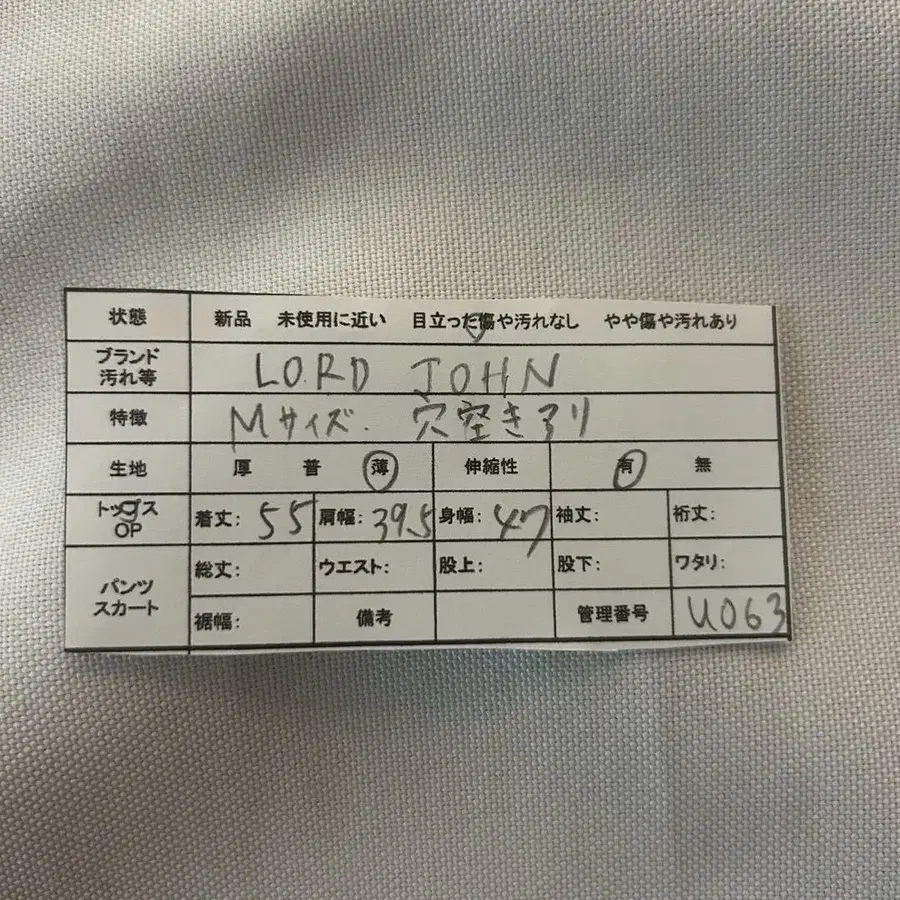 状態 新品 未使用に近い 目立った傷や汚れなし やや傷や汚れあり
ブランド
汚れ等 LORD JOHN
特徴 Mサイズ. 穴空きアリ
生地 厚 普 薄 伸縮性 有 無
トップス
OP 着丈: 55 肩幅: 39.5 身幅: 47 袖丈: 裄丈:
パンツ
スカート 総丈: ウエスト: 股上: 股下: ワタリ:
裾幅: 備考 管理番号 U063